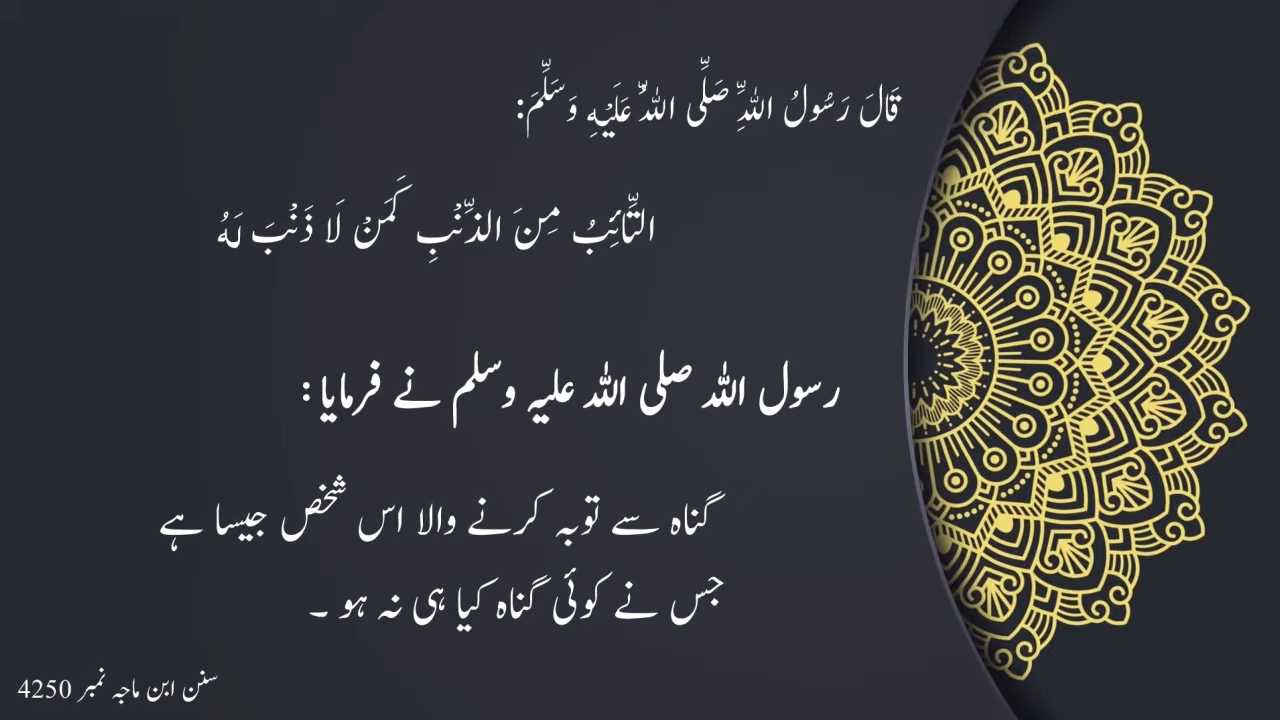 قَالَ رَسُولُ اللّٰهِ صَلَّى اللّٰهُ عَلَيْهِ وَسَلَّمَ:
التَّائِبُ مِنَ الذَّنْبِ كَمَنْ لَا ذَنْبَ لَهُ
رسول اللہ صلی اللہ علیہ وسلم نے فرمایا:
گناہ سے توبہ کرنے والا اس شخص جیسا ہے
جس نے کوئی گناہ کیا ہی نہ ہو ۔
سنن ابن ماجہ نمبر 4250